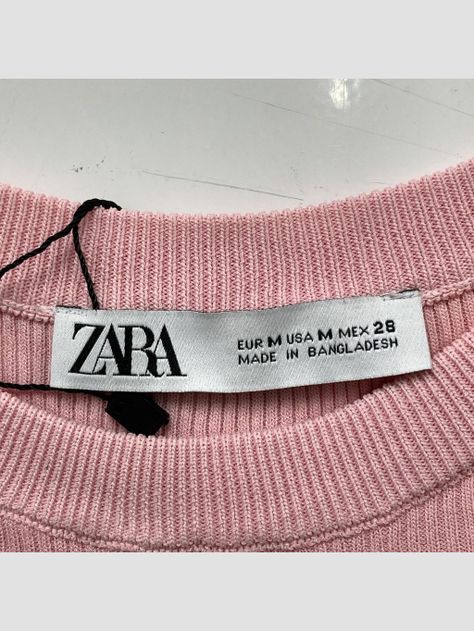 ZARA
EUR M USA M MEX 28
MADE IN BANGLADESH